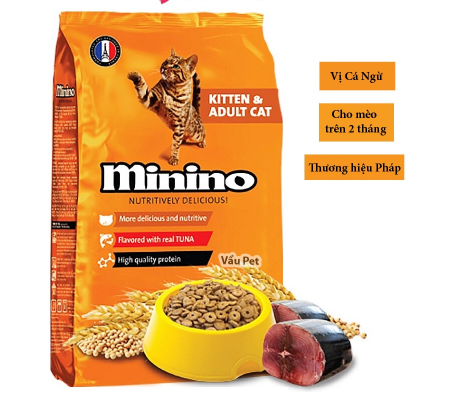 KITTEN &
ADULT CAT
Minino
NUTRITIVELY DELICIOUS!
More delicious and nutritive
Flavored with real TUNA
High quality protein
Vẩu Pet
Vị Cá Ngừ
Cho mèo
trên 2 tháng
Thương hiệu Pháp